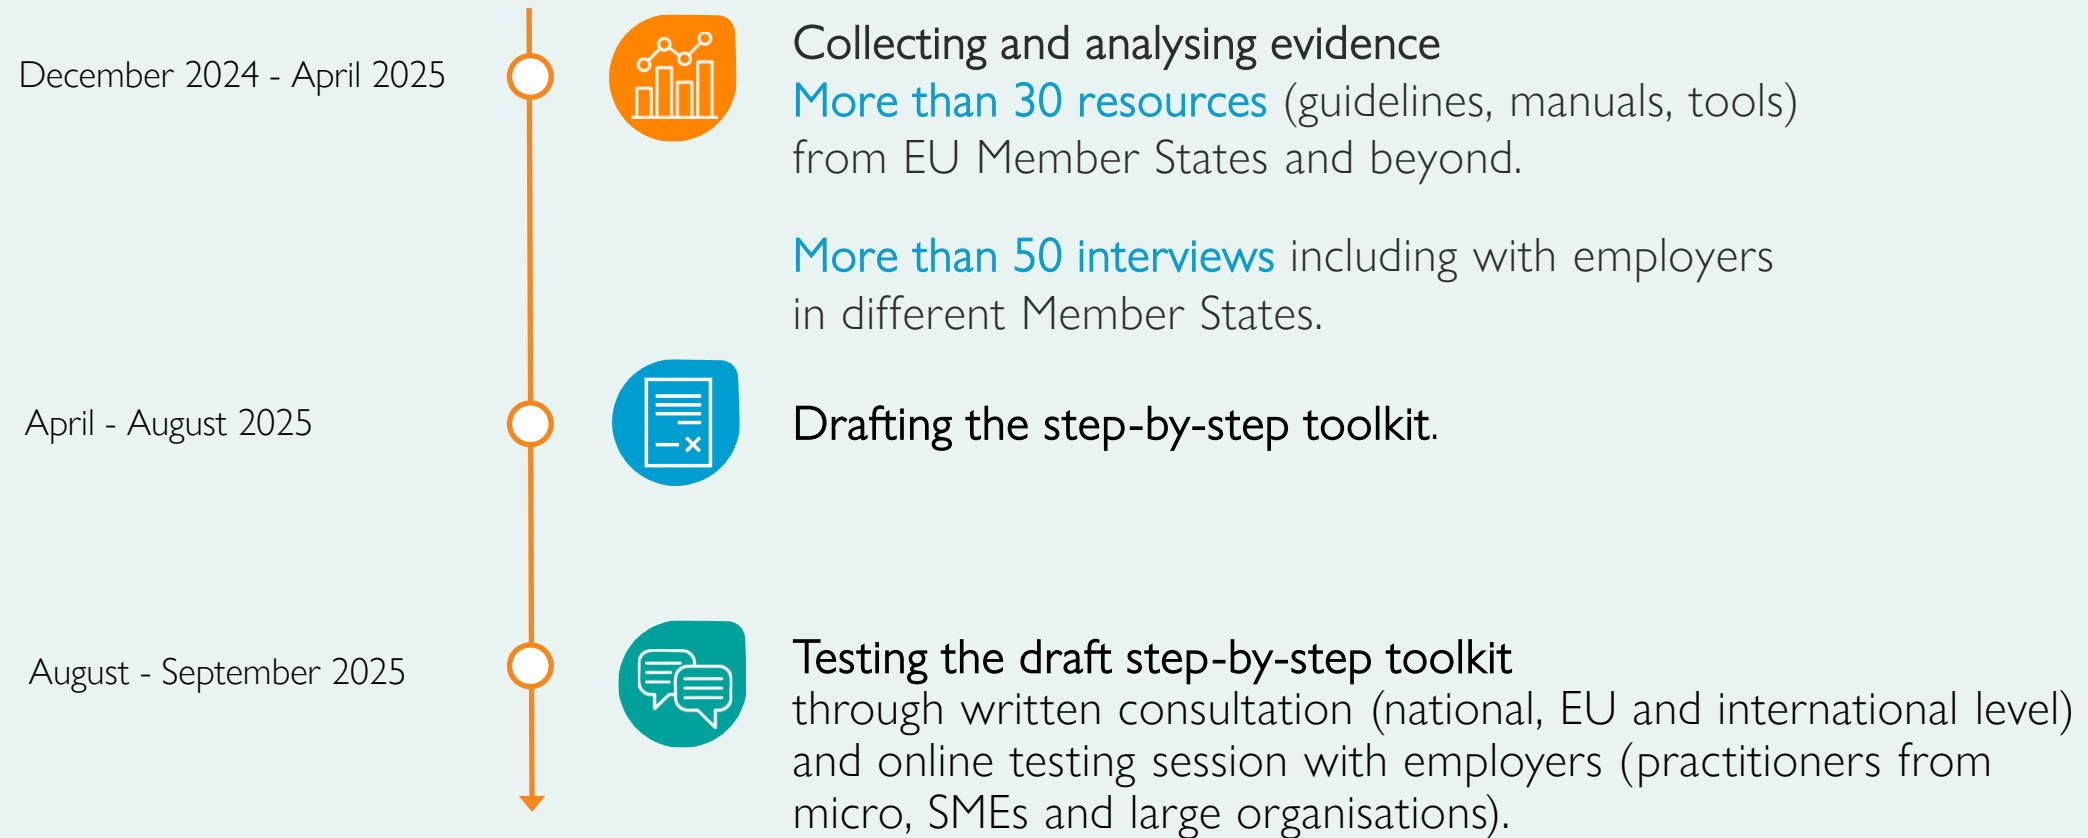 December 2024 - April 2025
Collecting and analysing evidence
More than 30 resources (guidelines, manuals, tools)
from EU Member States and beyond.
More than 50 interviews including with employers
in different Member States.
April - August 2025
Drafting the step-by-step toolkit.
August - September 2025
Testing the draft step-by-step toolkit
through written consultation (national, EU and international level)
and online testing session with employers (practitioners from
micro, SMEs and large organisations).